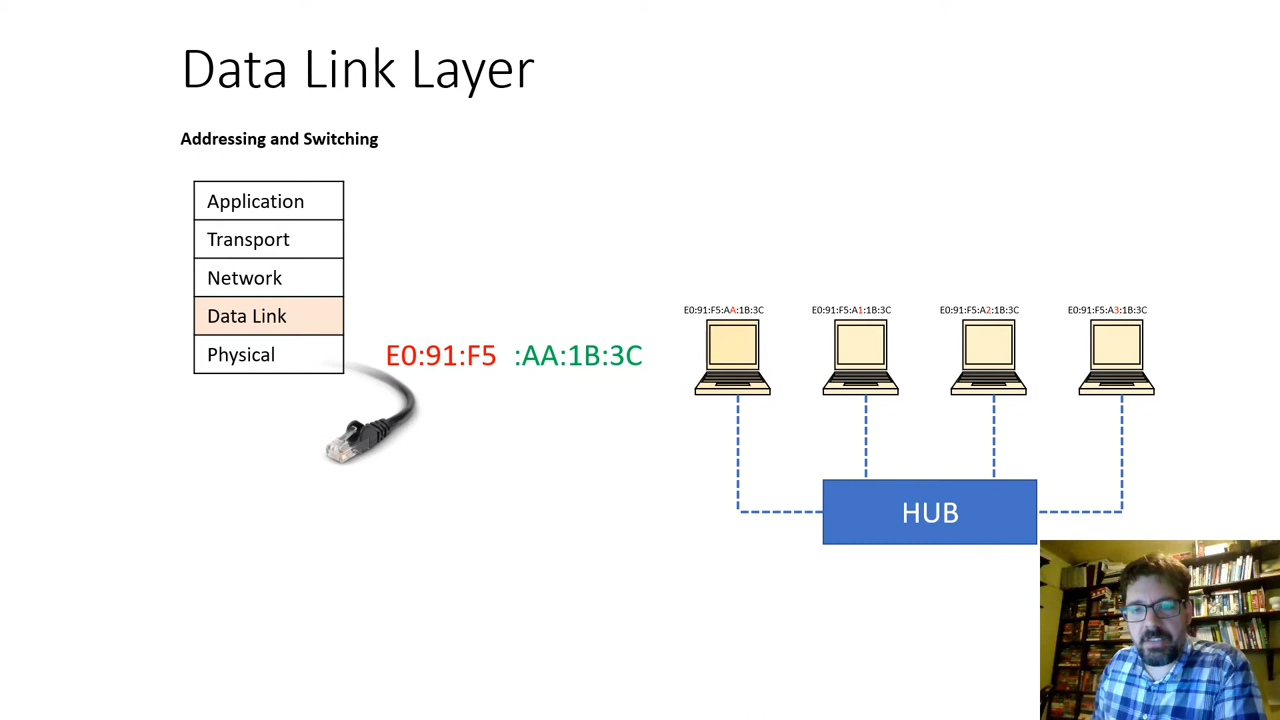 Data Link Layer
Addressing and Switching
Application
Transport
Network
Data Link
Physical
E0:91:F5 :AA:1B:3C
E0:91:F5:AA:1B:3C
E0:91:F5:A1:1B:3C
E0:91:F5:A2:1B:3C
E0:91:F5:A3:1B:3C
HUB